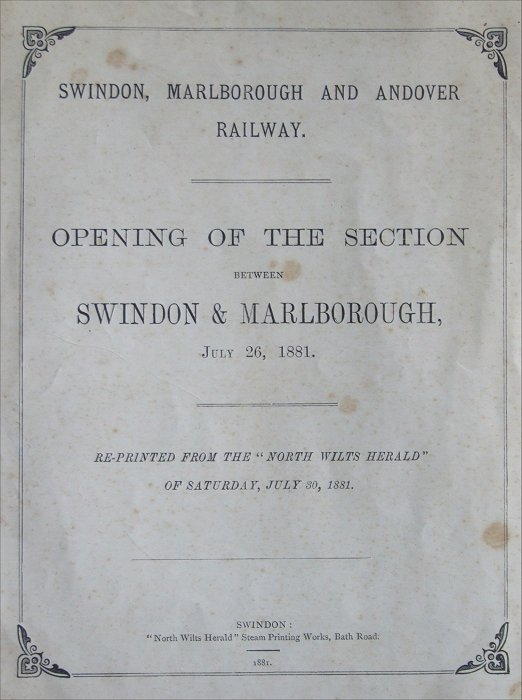 SWINDON, MARLBOROUGH AND ANDOVER
RAILWAY.
OPENING OF THE SECTION
BETWEEN
SWINDON & MARLBOROUGH,
JULY 26, 1881.
RE-PRINTED FROM THE "NORTH WILTS HERALD"
OF SATURDAY, JULY 30, 1881.
SWINDON:
"North Wilts Herald" Steam Printing Works, Bath Road.
1881.